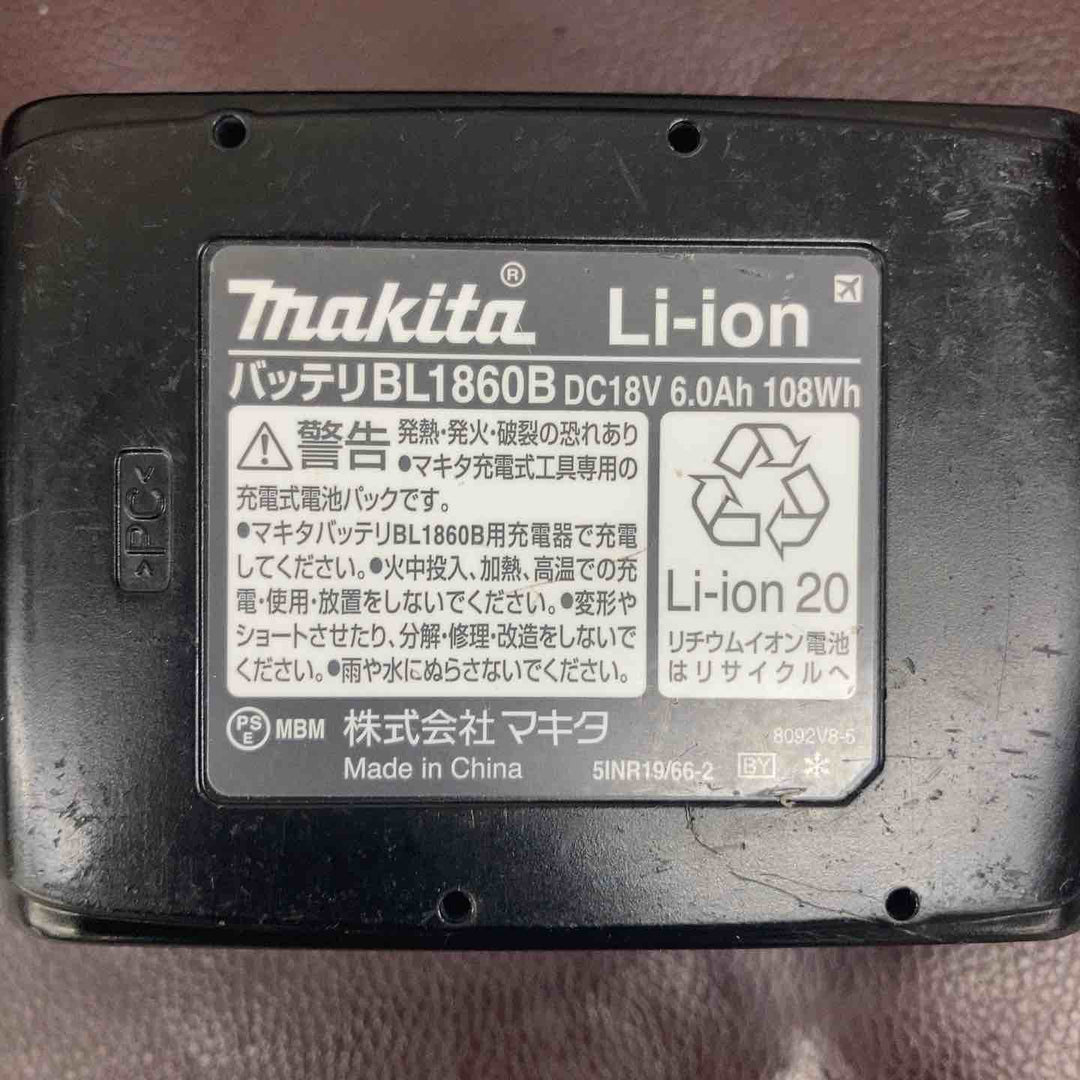 makita® Li-ion
バッテリBL1860B DC18V 6.0Ah 108Wh
警告 発熱・発火・破裂の恐れあり
●マキタ充電式工具専用の
充電式電池パックです。
●マキタバッテリBL1860B用充電器で充電
してください。●火中投入、加熱、高温での充
電・使用・放置をしないでください。●変形や
ショートさせたり、分解・修理・改造をしないで
ください。●雨や水にぬらさないでください。
Li-ion 20
リチウムイオン電池
はリサイクルへ
PSE MBM 株式会社 マキタ
8092V8-6
Made in China 5INR19/66-2 BY
>PC<